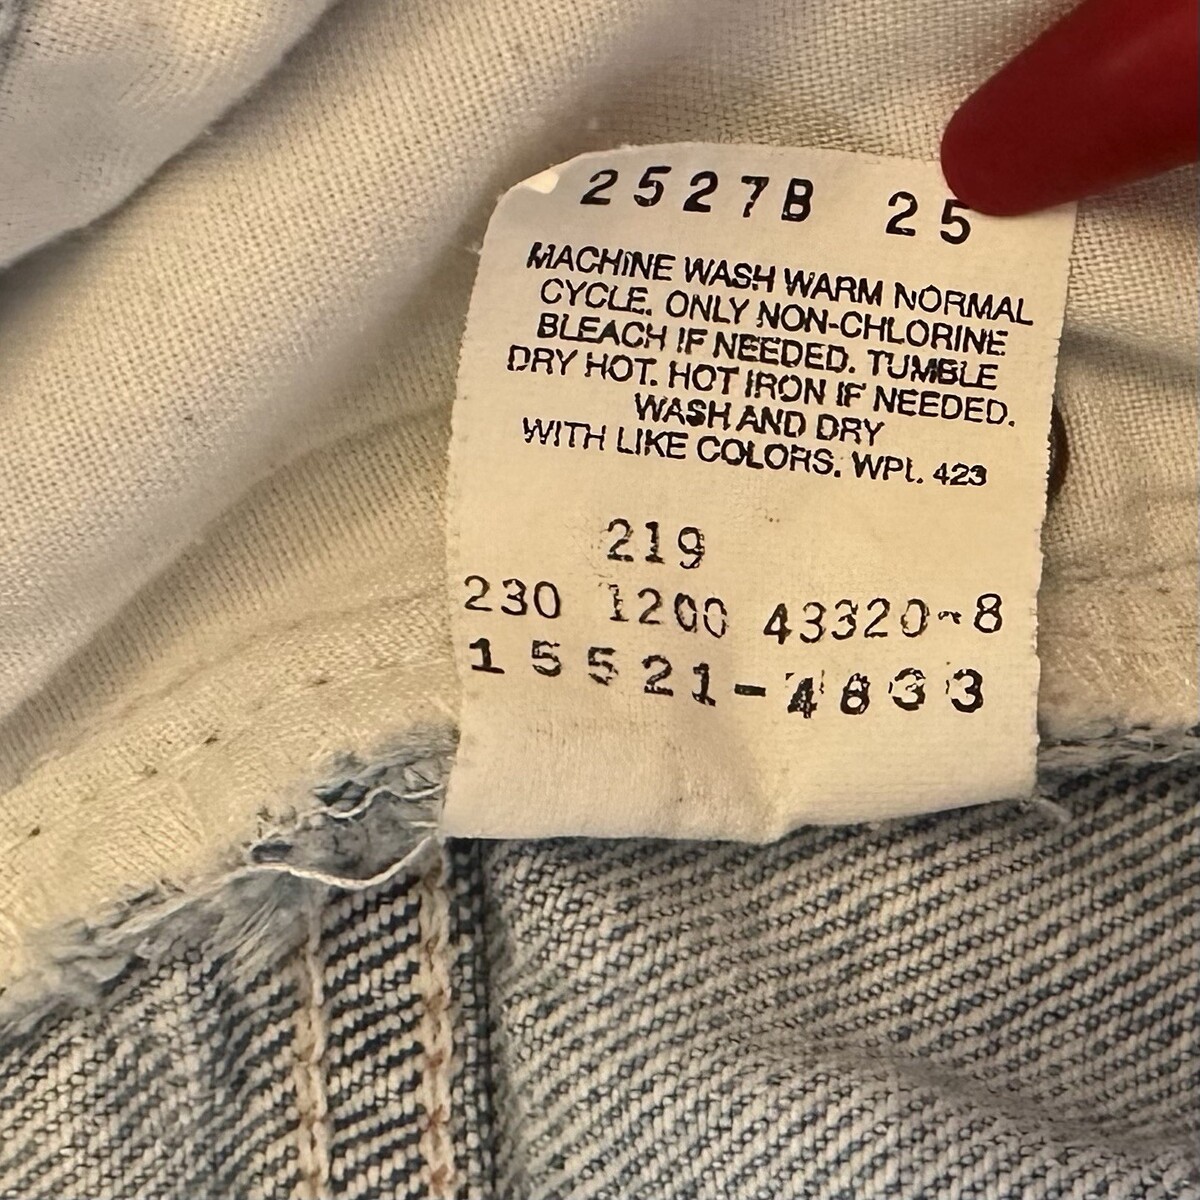 2527B 25
MACHINE WASH WARM NORMAL
CYCLE. ONLY NON-CHLORINE
BLEACH IF NEEDED. TUMBLE
DRY HOT. HOT IRON IF NEEDED.
WASH AND DRY
WITH LIKE COLORS. WPL. 423
219
230 1200 43320-8
15521-4833